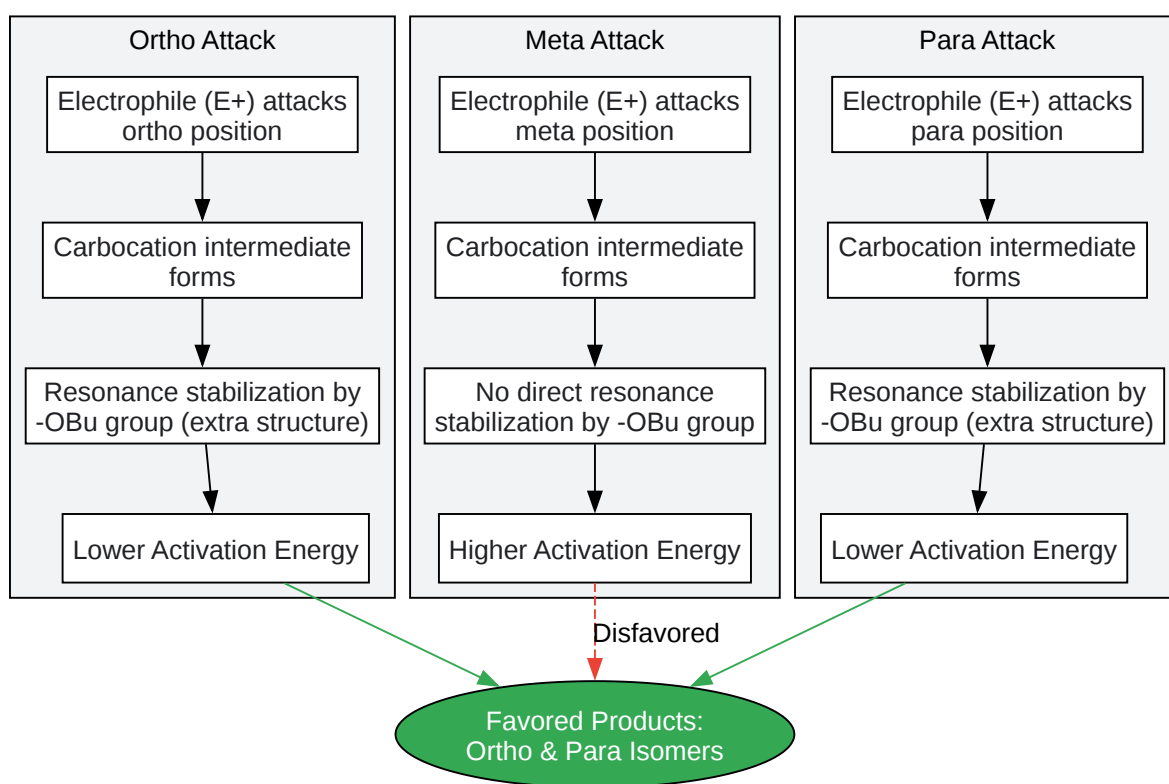 Ortho Attack
Electrophile (E+) attacks
ortho position
Carbocation intermediate
forms
Resonance stabilization by
-OBu group (extra structure)
Lower Activation Energy
Meta Attack
Electrophile (E+) attacks
meta position
Carbocation intermediate
forms
No direct resonance
stabilization by -OBu group
Higher Activation Energy
Para Attack
Electrophile (E+) attacks
para position
Carbocation intermediate
forms
Resonance stabilization by
-OBu group (extra structure)
Lower Activation Energy
Disfavored
Favored Products:
Ortho & Para Isomers